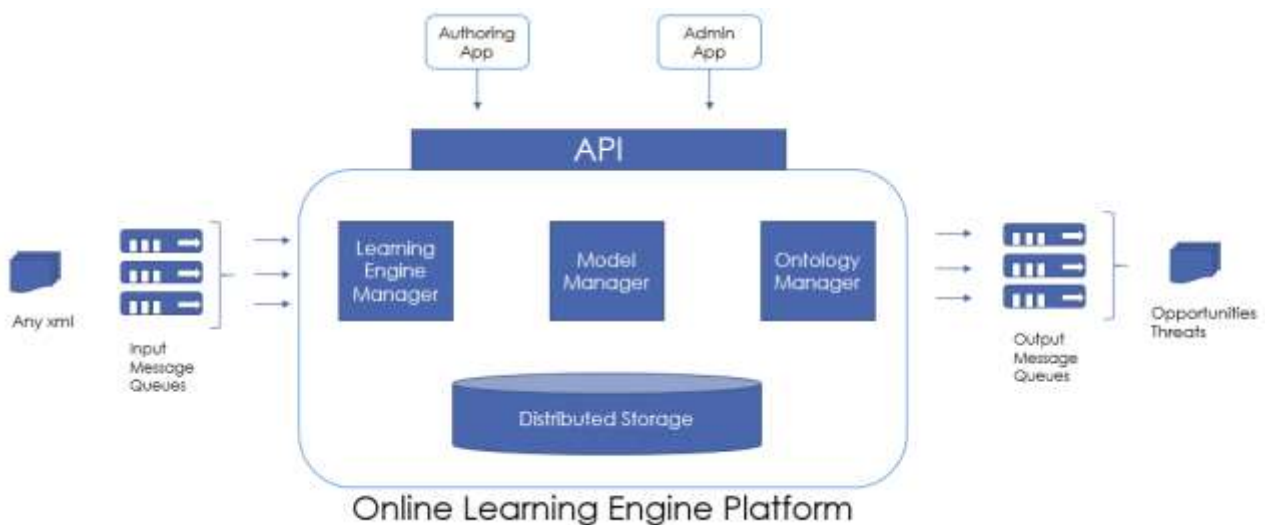 Authoring
App
Admin
App
API
Learning
Engine
Manager
Model
Manager
Ontology
Manager
Any xml
Input
Message
Queues
Output
Message
Queues
Opportunities
Threats
Distributed Storage
Online Learning Engine Platform